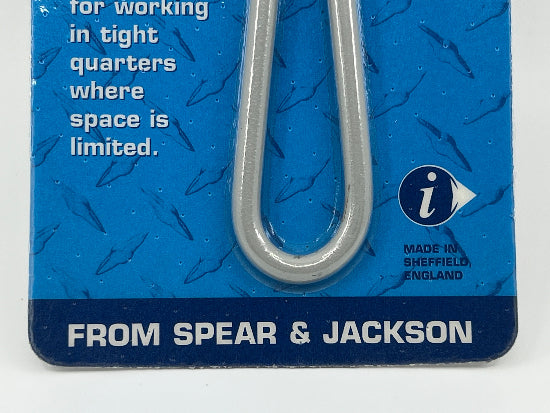 for working
in tight
quarters
where
space is
limited.
i
MADE IN
SHEFFIELD,
ENGLAND
FROM SPEAR & JACKSON